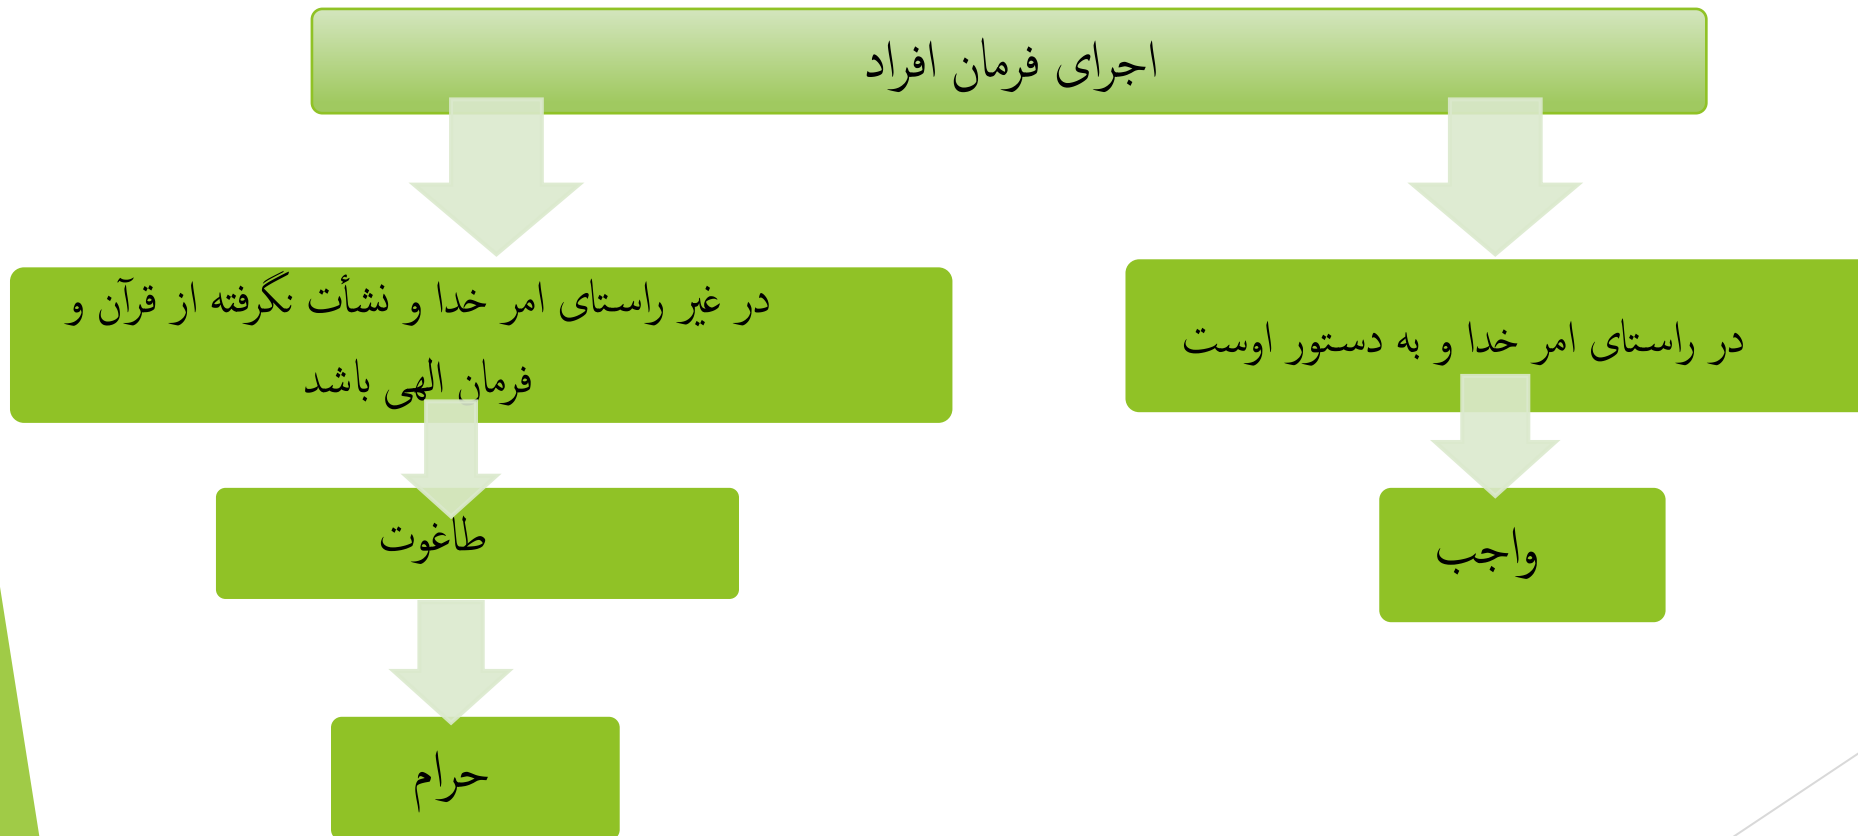 اجرای فرمان افراد
در راستای امر خدا و به دستور اوست
واجب
در غیر راستای امر خدا و نشأت نگرفته از قرآن و
فرمان الهی باشد
طاغوت
حرام